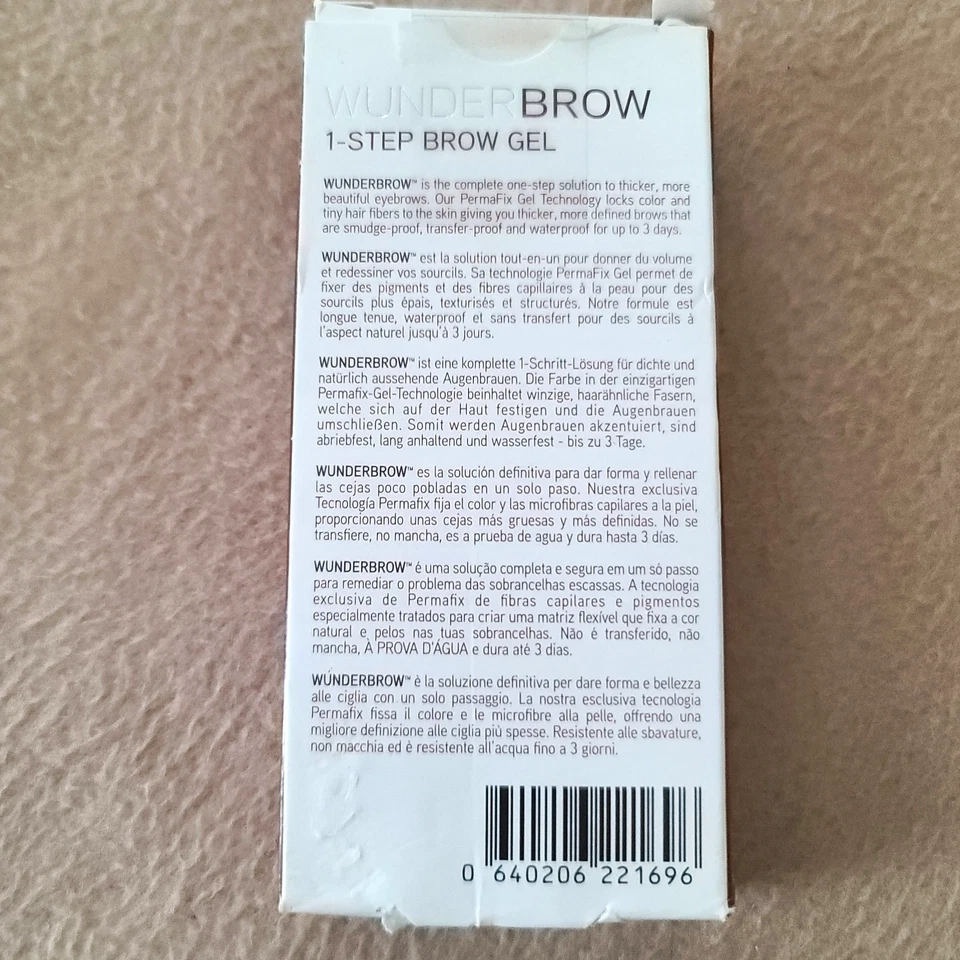 WUNDERBROW
1-STEP BROW GEL
WUNDERBROW™ is the complete one-step solution to thicker, more
beautiful eyebrows. Our PermaFix Gel Technology locks color and
tiny hair fibers to the skin giving you thicker, more defined brows that
are smudge-proof, transfer-proof and waterproof for up to 3 days.
WUNDERBROW™ est la solution tout-en-un pour donner du volume
et redessiner vos sourcils. Sa technologie PermaFix Gel permet de
fixer des pigments et des fibres capillaires à la peau pour des
sourcils plus épais, texturisés et structurés. Notre formule est
longue tenue, waterproof et sans transfert pour des sourcils à
l'aspect naturel jusqu'à 3 jours.
WUNDERBROW™ ist eine komplette 1-Schritt-Lösung für dichte und
natürlich aussehende Augenbrauen. Die Farbe in der einzigartigen
Permafix-Gel-Technologie beinhaltet winzige, haarähnliche Fasern,
welche sich auf der Haut festigen und die Augenbrauen
umschließen. Somit werden Augenbrauen akzentuiert, sind
abriebfest, lang anhaltend und wasserfest - bis zu 3 Tage.
WUNDERBROW™ es la solución definitiva para dar forma y rellenar
las cejas poco pobladas en un solo paso. Nuestra exclusiva
Tecnología Permafix fija el color y las microfibras capilares a la piel,
proporcionando unas cejas más gruesas y más definidas. No se
transfiere, no mancha, es a prueba de agua y dura hasta 3 días.
WUNDERBROW™ é uma solução completa e segura em um só passo
para remediar o problema das sobrancelhas escassas. A tecnologia
exclusiva de Permafix de fibras capilares e pigmentos
especialmente tratados para criar uma matriz flexível que fixa a cor
natural e pelos nas tuas sobrancelhas. Não é transferido, não
mancha, À PROVA D'ÁGUA e dura até 3 dias.
WUNDERBROW™ è la soluzione definitiva per dare forma e bellezza
alle ciglia con un solo passaggio. La nostra esclusiva tecnologia
Permafix fissa il colore e le microfibre alla pelle, offrendo una
migliore definizione alle ciglia più spesse. Resistente alle sbavature,
non macchia ed è resistente all'acqua fino a 3 giorni.
0 640206 221696